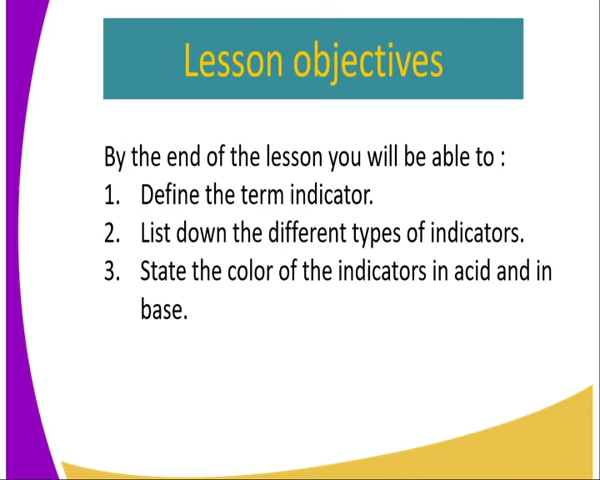 Lesson objectives
By the end of the lesson you will be able to :
1. Define the term indicator.
2. List down the different types of indicators.
3. State the color of the indicators in acid and in
base.